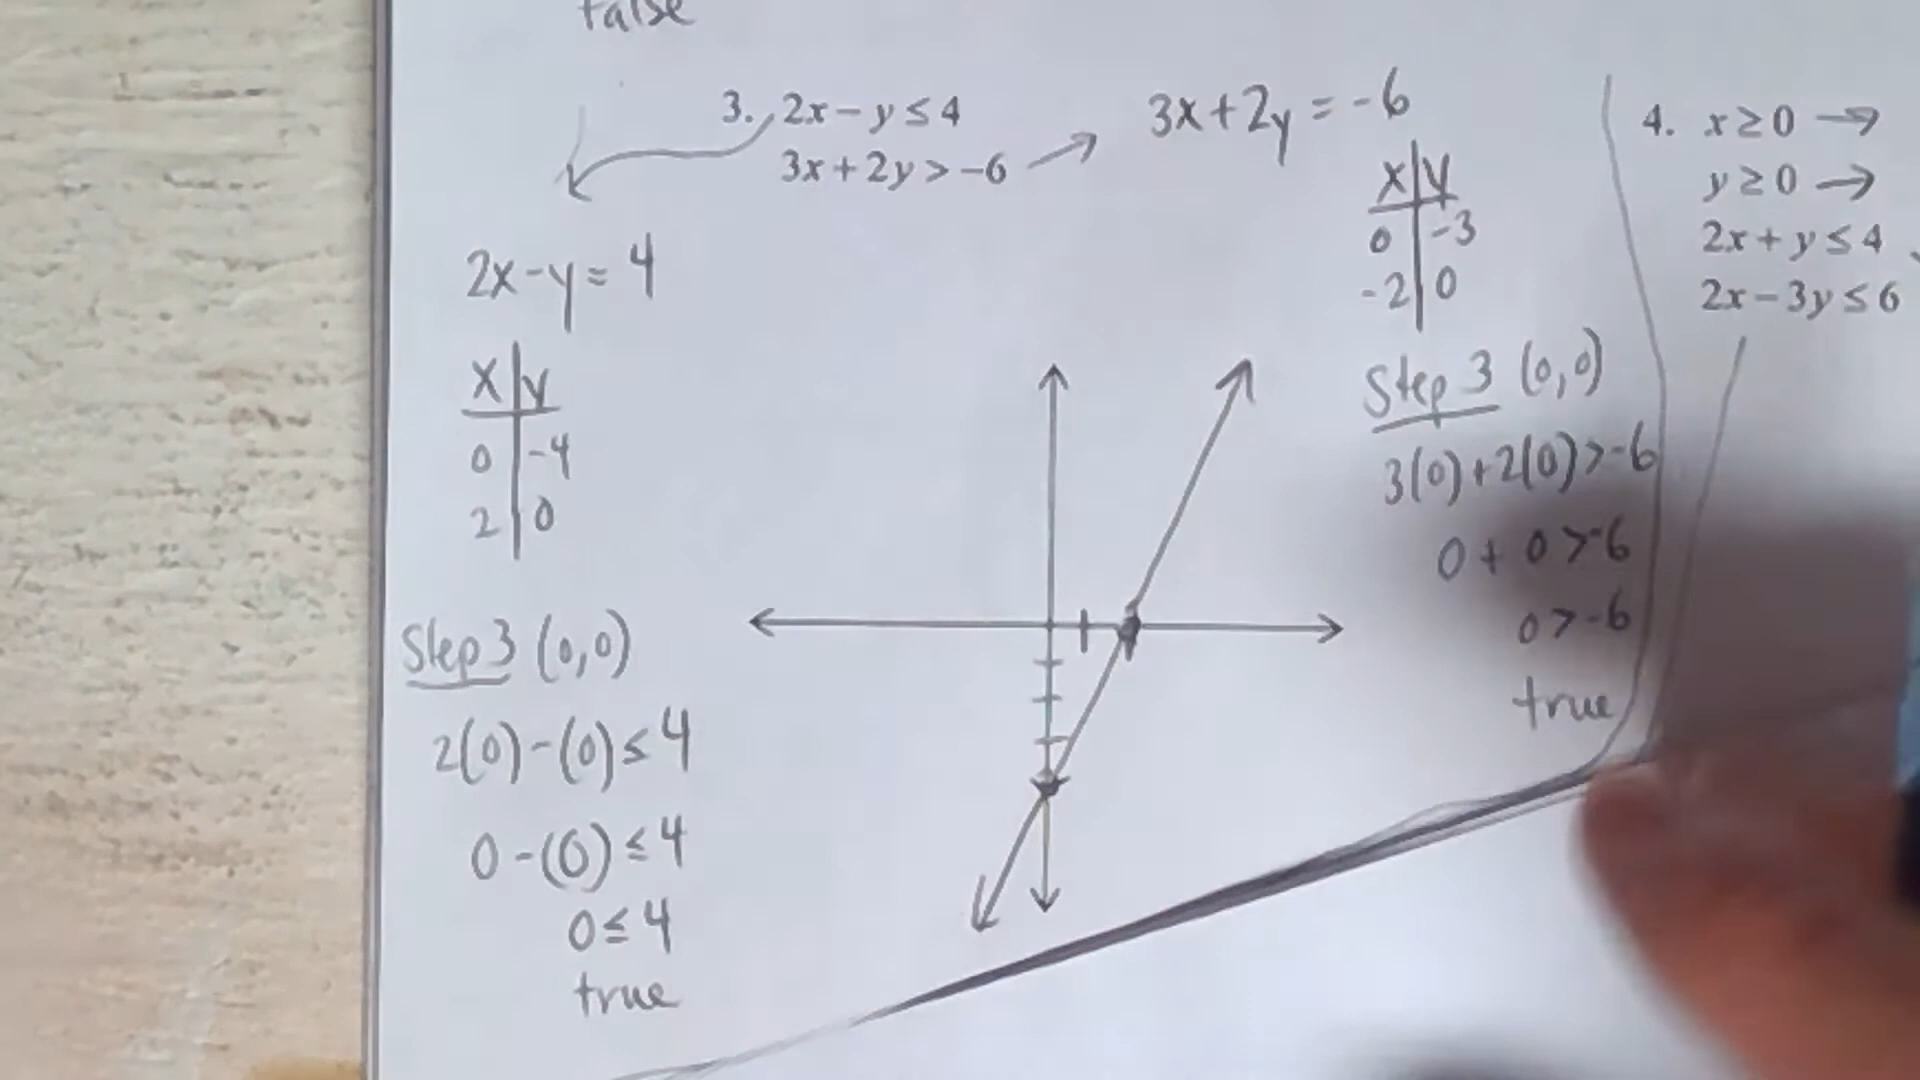 false
3. 2x - y ≤ 4
3x + 2y > -6
3x + 2y = -6
x | y
0 | -3
-2 | 0
Step 3 (0,0)
3(0) + 2(0) > -6
0 + 0 > -6
0 > -6
true
2x - y = 4
x | y
0 | -4
2 | 0
Step 3 (0,0)
2(0) - (0) ≤ 4
0 - (0) ≤ 4
0 ≤ 4
true
4. x ≥ 0
y ≥ 0
2x + y ≤ 4
2x - 3y ≤ 6